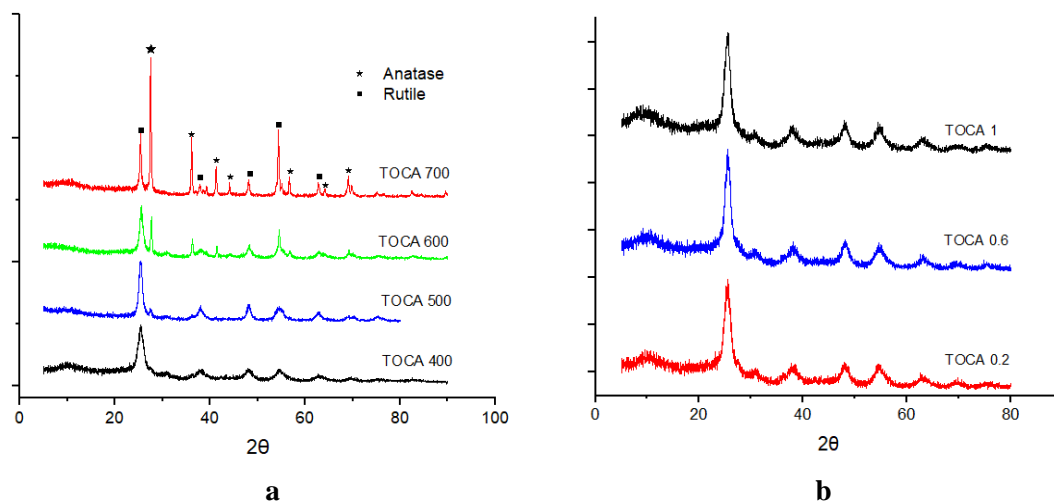 ★ Anatase
■ Rutile
TOCA 700
TOCA 600
TOCA 500
TOCA 400
0 20 40 60 80 100
2θ
a
TOCA 1
TOCA 0.6
TOCA 0.2
0 20 40 60 80
2θ
b